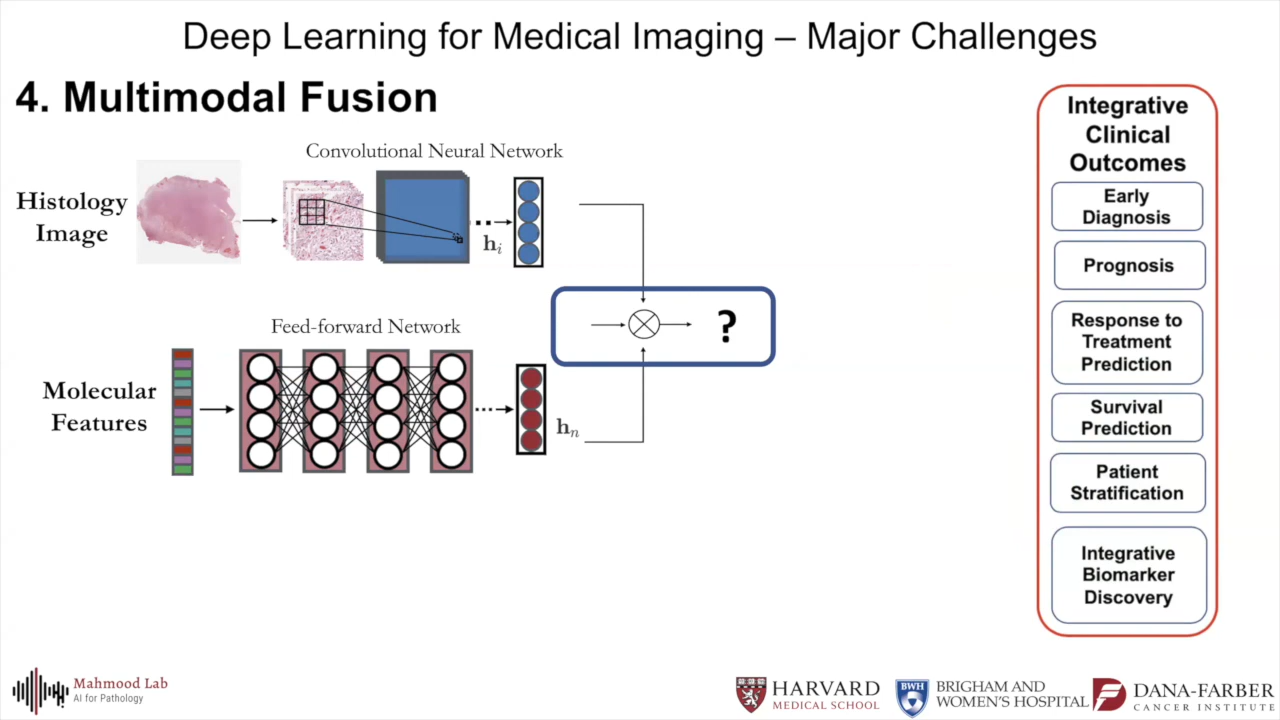 Deep Learning for Medical Imaging – Major Challenges
4. Multimodal Fusion
Convolutional Neural Network
Histology
Image
h_i
Feed-forward Network
?
Molecular
Features
h_n
Integrative
Clinical
Outcomes
Early
Diagnosis
Prognosis
Response to
Treatment
Prediction
Survival
Prediction
Patient
Stratification
Integrative
Biomarker
Discovery
Mahmood Lab
AI for Pathology
HARVARD
MEDICAL SCHOOL
BWH
BRIGHAM AND
WOMEN'S HOSPITAL
DANA-FARBER
CANCER INSTITUTE